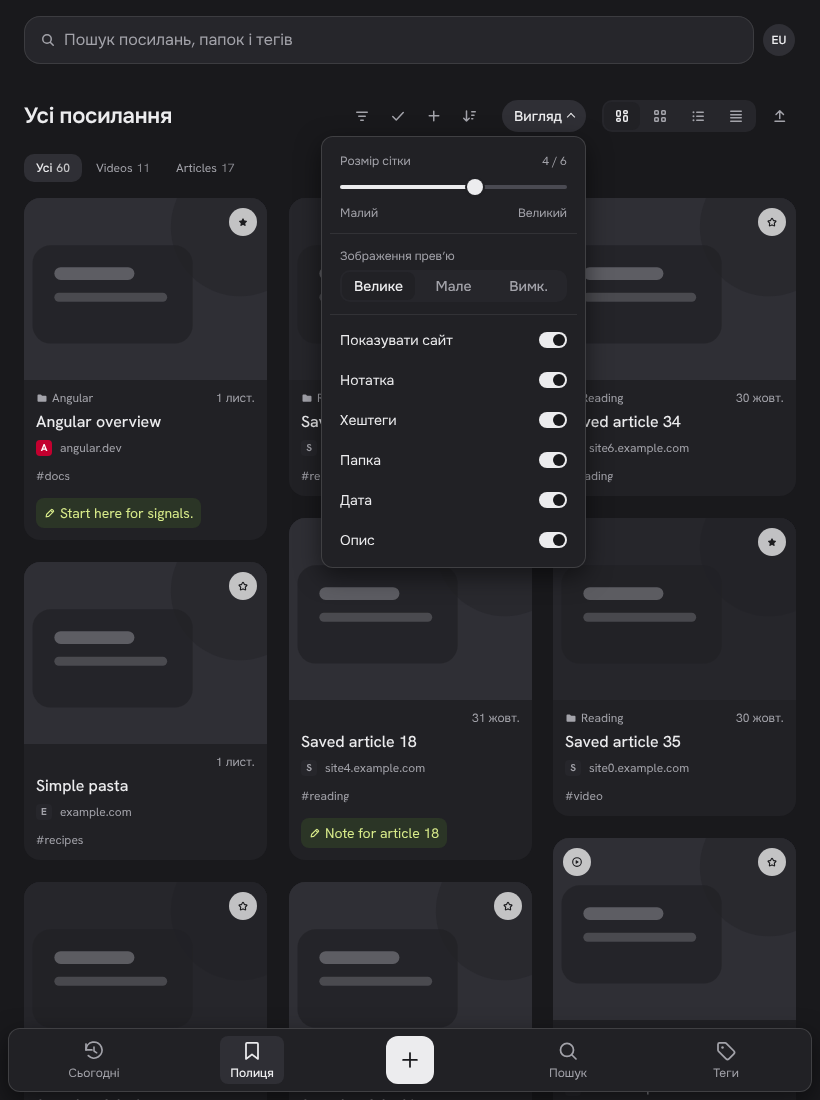 Пошук посилань, папок і тегів
EU
Усі посилання
Вигляд
Усі 60
Videos 11
Articles 17
Розмір сітки
4 / 6
Малий
Великий
Зображення прев'ю
Велике
Мале
Вимк.
Показувати сайт
Нотатка
Хештеги
Папка
Дата
Опис
Angular
1 лист.
Angular overview
A
angular.dev
#docs
Start here for signals.
S
30 жовт.
article 34
site6.example.com
1 лист.
Simple pasta
E
example.com
#recipes
31 жовт.
Saved article 18
S
site4.example.com
#reading
Note for article 18
Reading
30 жовт.
Saved article 35
S
site0.example.com
#video
Сьогодні
Полиця
Пошук
Теги